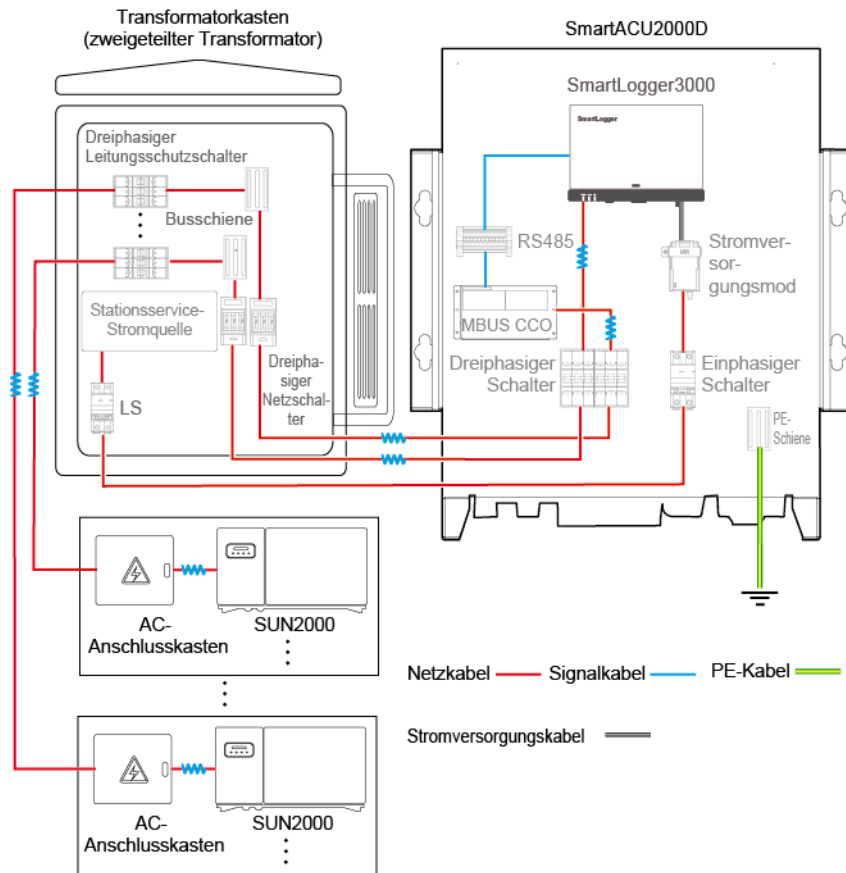 Transformatorkasten
(zweigeteilter Transformator)
SmartACU2000D
SmartLogger3000
SmartLogger
Dreiphasiger
Leitungsschutzschalter
Busschiene
RS485
Stromver-
sor-
gungsmod
Stationsservice-
Stromquelle
MBUS CCO
Dreiphasiger
Schalter
Einphasiger
Schalter
Dreipha-
siger
Netzschal-
ter
LS
PE-
Schiene
AC-
Anschlusskasten
SUN2000
Netzkabel
Signalkabel
PE-Kabel
Stromversorgungskabel
AC-
Anschlusskasten
SUN2000